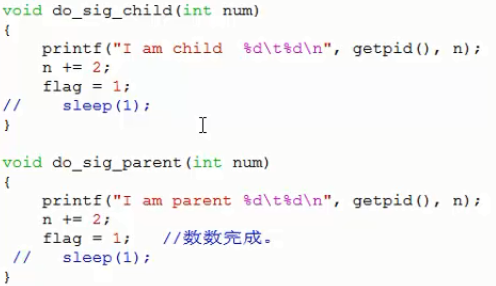 void do_sig_child(int num)
{
    printf("I am child  %d\t%d\n", getpid(), n);
    n += 2;
    flag = 1;
//    sleep(1);
}
void do_sig_parent(int num)
{
    printf("I am parent %d\t%d\n", getpid(), n);
    n += 2;
    flag = 1;   //数数完成。
 //   sleep(1);
}